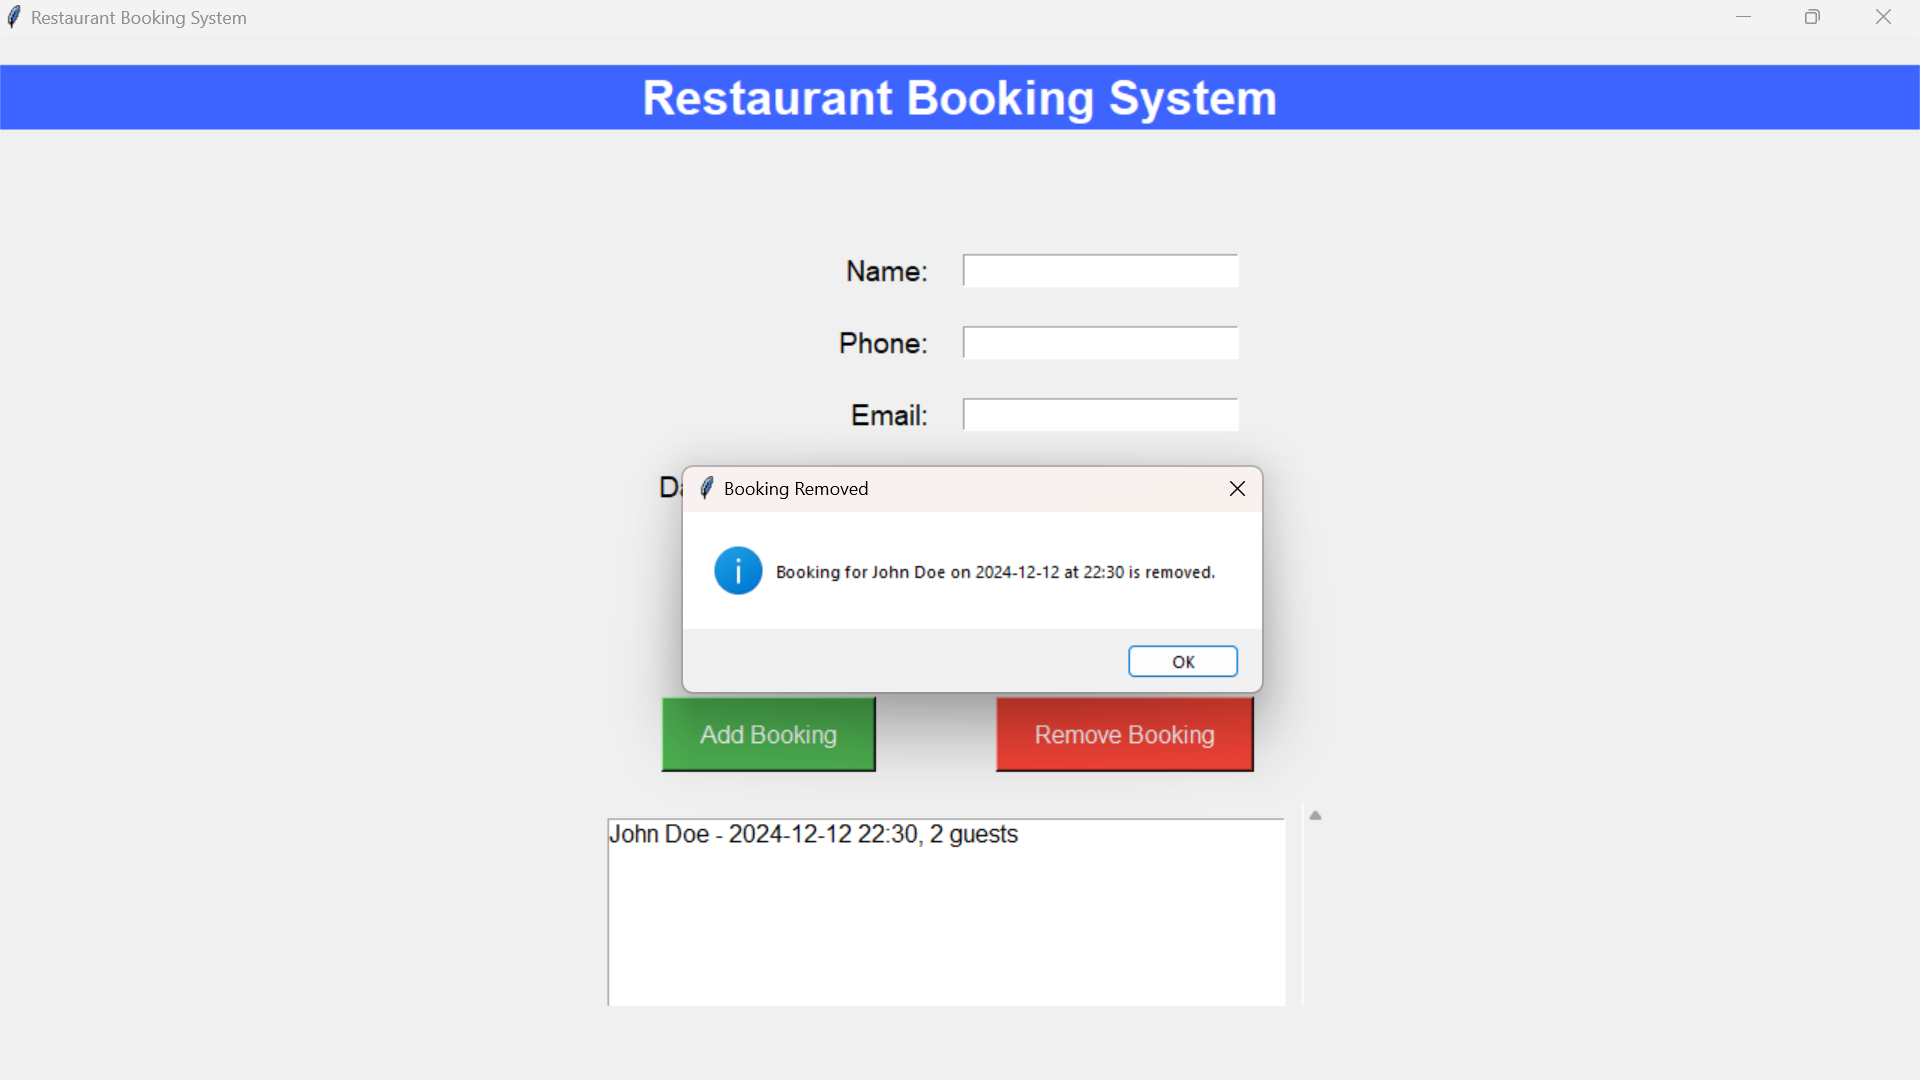 Restaurant Booking System
Restaurant Booking System
Name:
Phone:
Email:
Booking Removed
Booking for John Doe on 2024-12-12 at 22:30 is removed.
OK
Add Booking
Remove Booking
John Doe - 2024-12-12 22:30, 2 guests